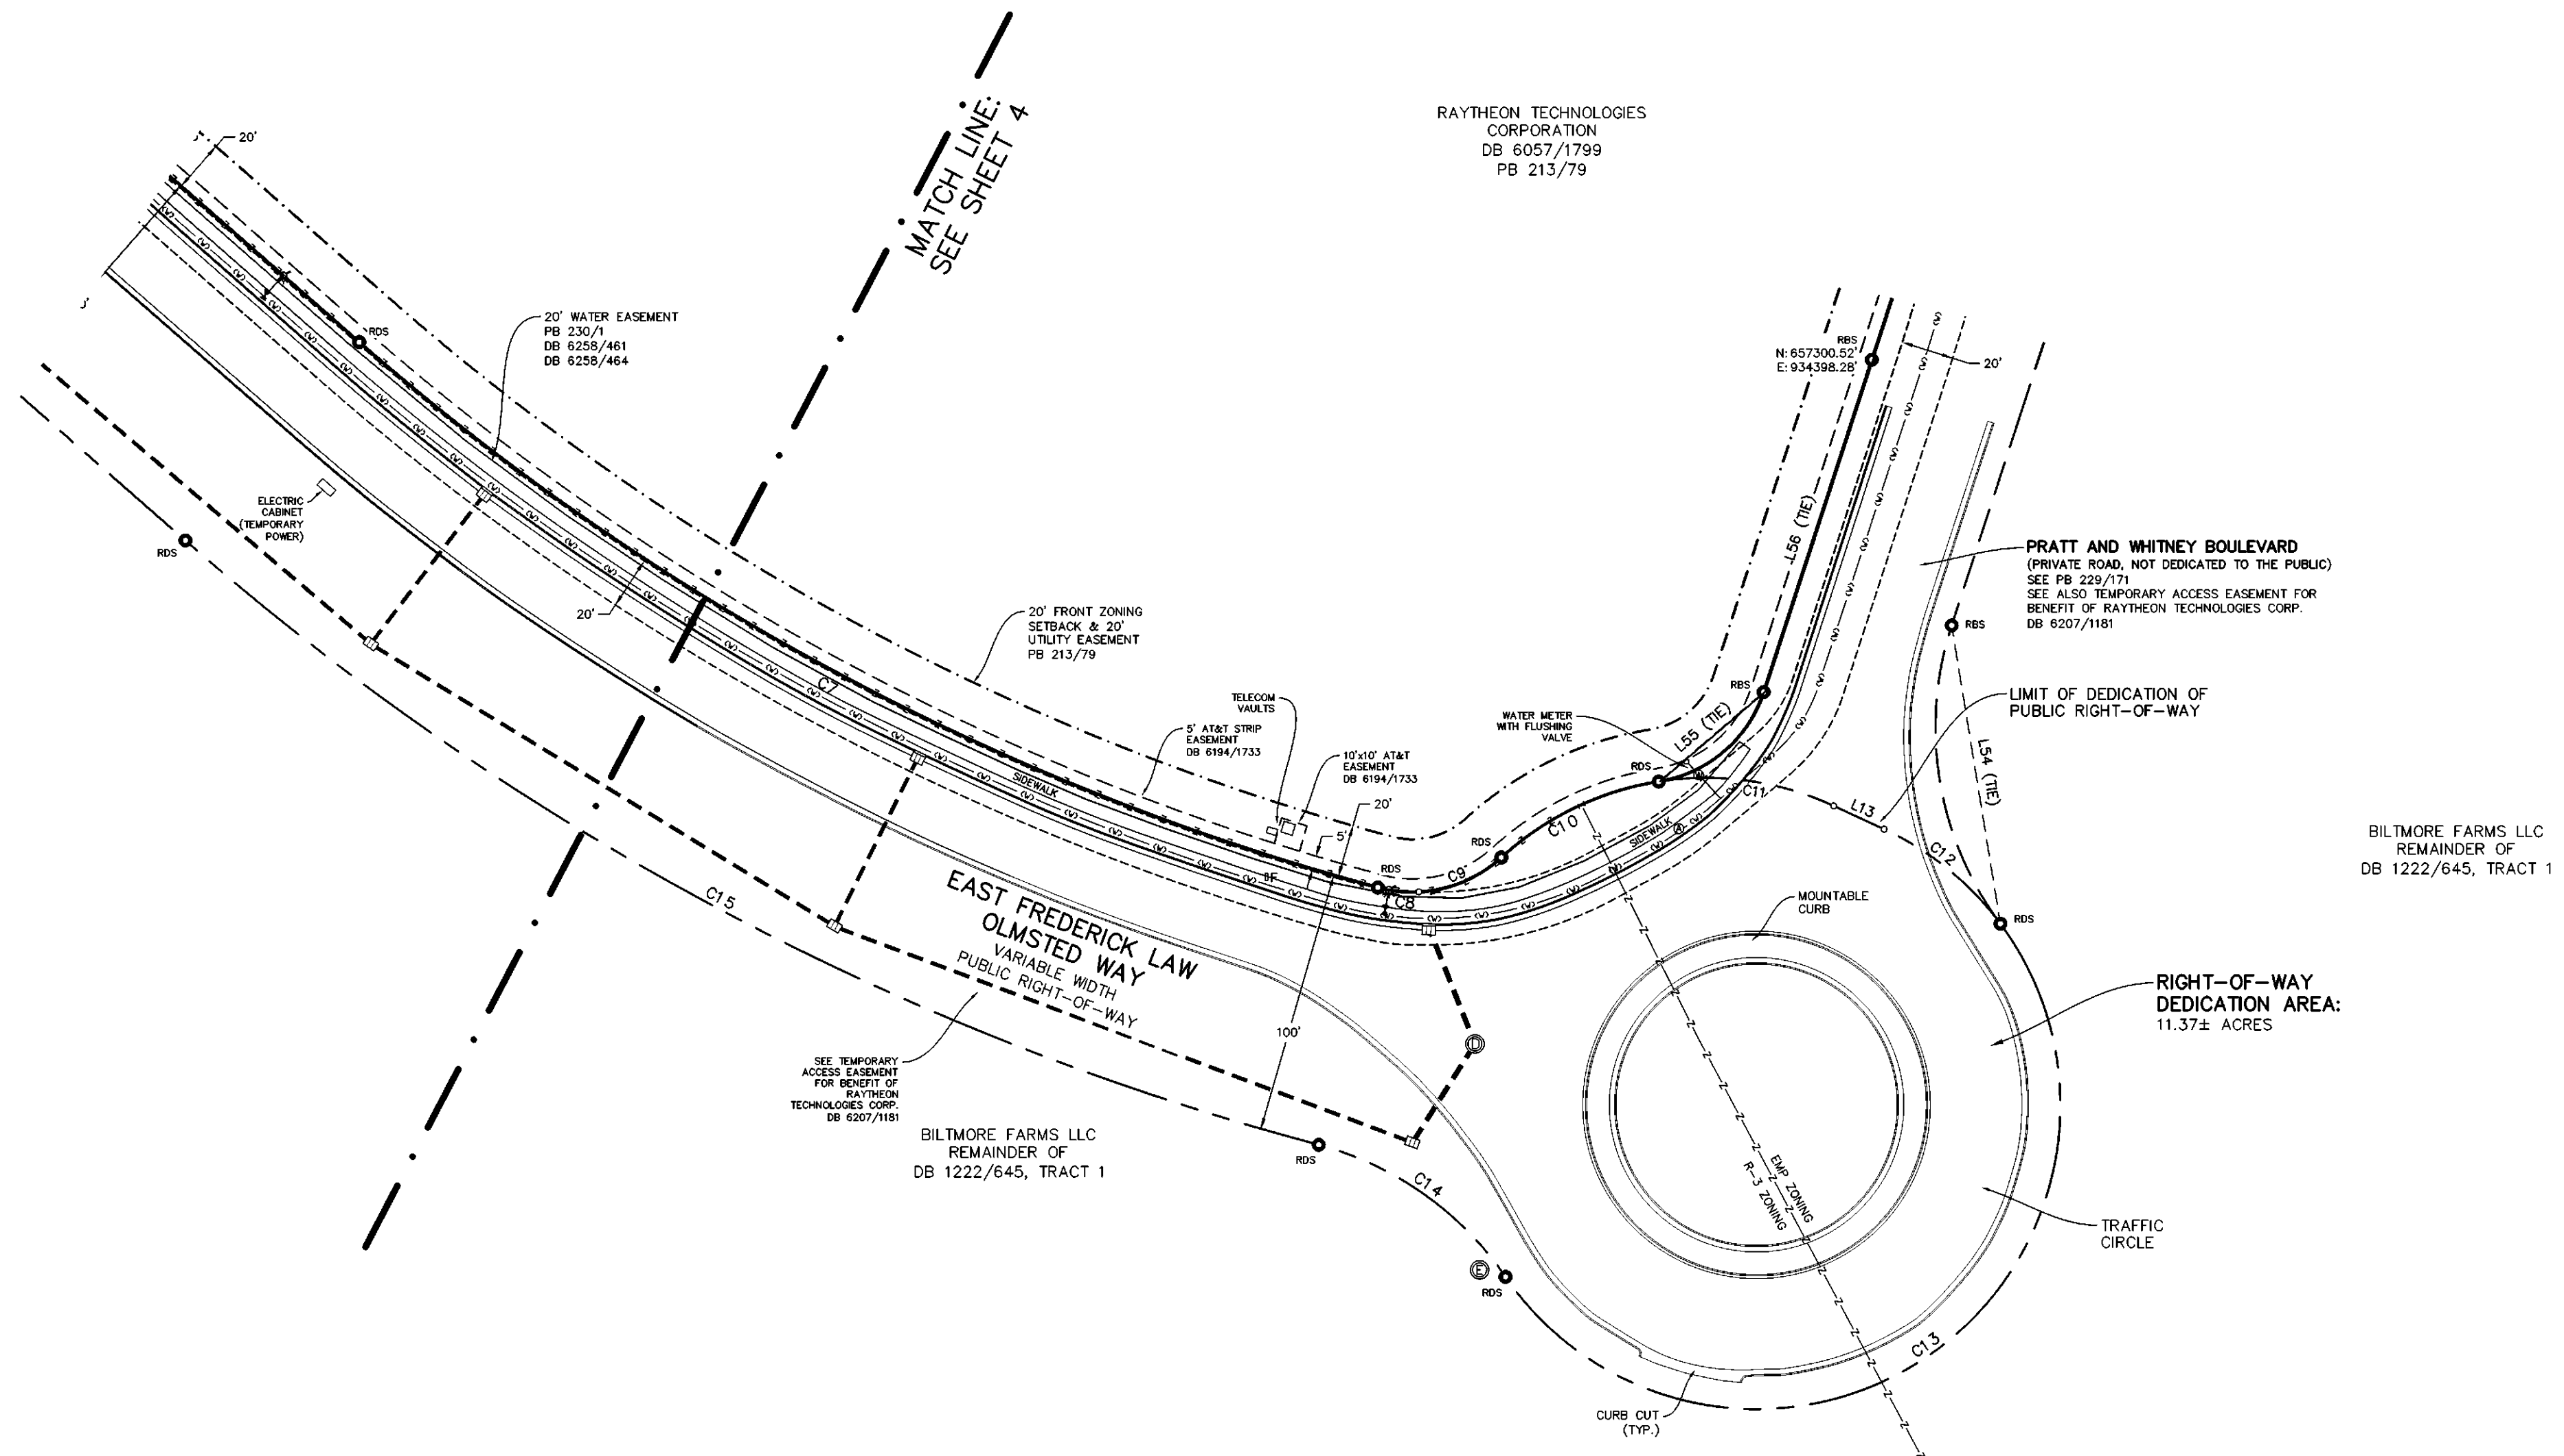 RAYTHEON TECHNOLOGIES
CORPORATION
DB 6057/1799
PB 213/79
MATCH LINE:
SEE SHEET 4
20'
20' WATER EASEMENT
PB 230/1
DB 6258/461
DB 6258/464
RDS
ELECTRIC
CABINET
(TEMPORARY
POWER)
RDS
20'
C7
20' FRONT ZONING
SETBACK & 20'
UTILITY EASEMENT
PB 213/79
RBS
N: 657300.52'
E: 934398.28'
20'
L56 (TIE)
PRATT AND WHITNEY BOULEVARD
(PRIVATE ROAD, NOT DEDICATED TO THE PUBLIC)
SEE PB 229/171
SEE ALSO TEMPORARY ACCESS EASEMENT FOR
BENEFIT OF RAYTHEON TECHNOLOGIES CORP.
DB 6207/1181
RBS
RBS
LIMIT OF DEDICATION OF
PUBLIC RIGHT-OF-WAY
TELECOM
VAULTS
5' AT&T STRIP
EASEMENT
DB 6194/1733
10'x10' AT&T
EASEMENT
DB 6194/1733
WATER METER
WITH FLUSHING
VALVE
L55 (TIE)
L54 (TIE)
RDS
SIDEWALK
20'
5'
C11
L13
C12
C10
SIDEWALK
RDS
C9
RDS
C8
BILTMORE FARMS LLC
REMAINDER OF
DB 1222/645, TRACT 1
C15
EAST FREDERICK LAW
OLMSTED WAY
VARIABLE WIDTH
PUBLIC RIGHT-OF-WAY
MOUNTABLE
CURB
RDS
RIGHT-OF-WAY
DEDICATION AREA:
11.37± ACRES
100'
D
SEE TEMPORARY
ACCESS EASEMENT
FOR BENEFIT OF
RAYTHEON
TECHNOLOGIES CORP.
DB 6207/1181
BILTMORE FARMS LLC
REMAINDER OF
DB 1222/645, TRACT 1
RDS
C14
EMP ZONING
R-3 ZONING
TRAFFIC
CIRCLE
E
RDS
C13
CURB CUT
(TYP.)